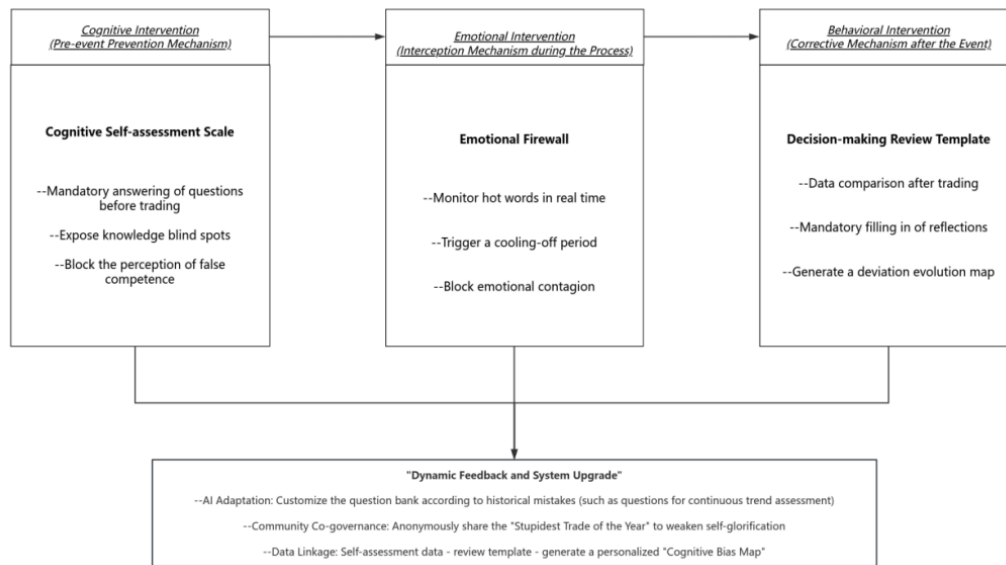 Cognitive Intervention
(Pre-event Prevention Mechanism)
Cognitive Self-assessment Scale
--Mandatory answering of questions
before trading
--Expose knowledge blind spots
--Block the perception of false
competence
Emotional Intervention
(Interception Mechanism during the Process)
Emotional Firewall
--Monitor hot words in real time
--Trigger a cooling-off period
--Block emotional contagion
Behavioral Intervention
(Corrective Mechanism after the Event)
Decision-making Review Template
--Data comparison after trading
--Mandatory filling in of reflections
--Generate a deviation evolution map
"Dynamic Feedback and System Upgrade"
--AI Adaptation: Customize the question bank according to historical mistakes (such as questions for continuous trend assessment)
--Community Co-governance: Anonymously share the "Stupidest Trade of the Year" to weaken self-glorification
--Data Linkage: Self-assessment data - review template - generate a personalized "Cognitive Bias Map"